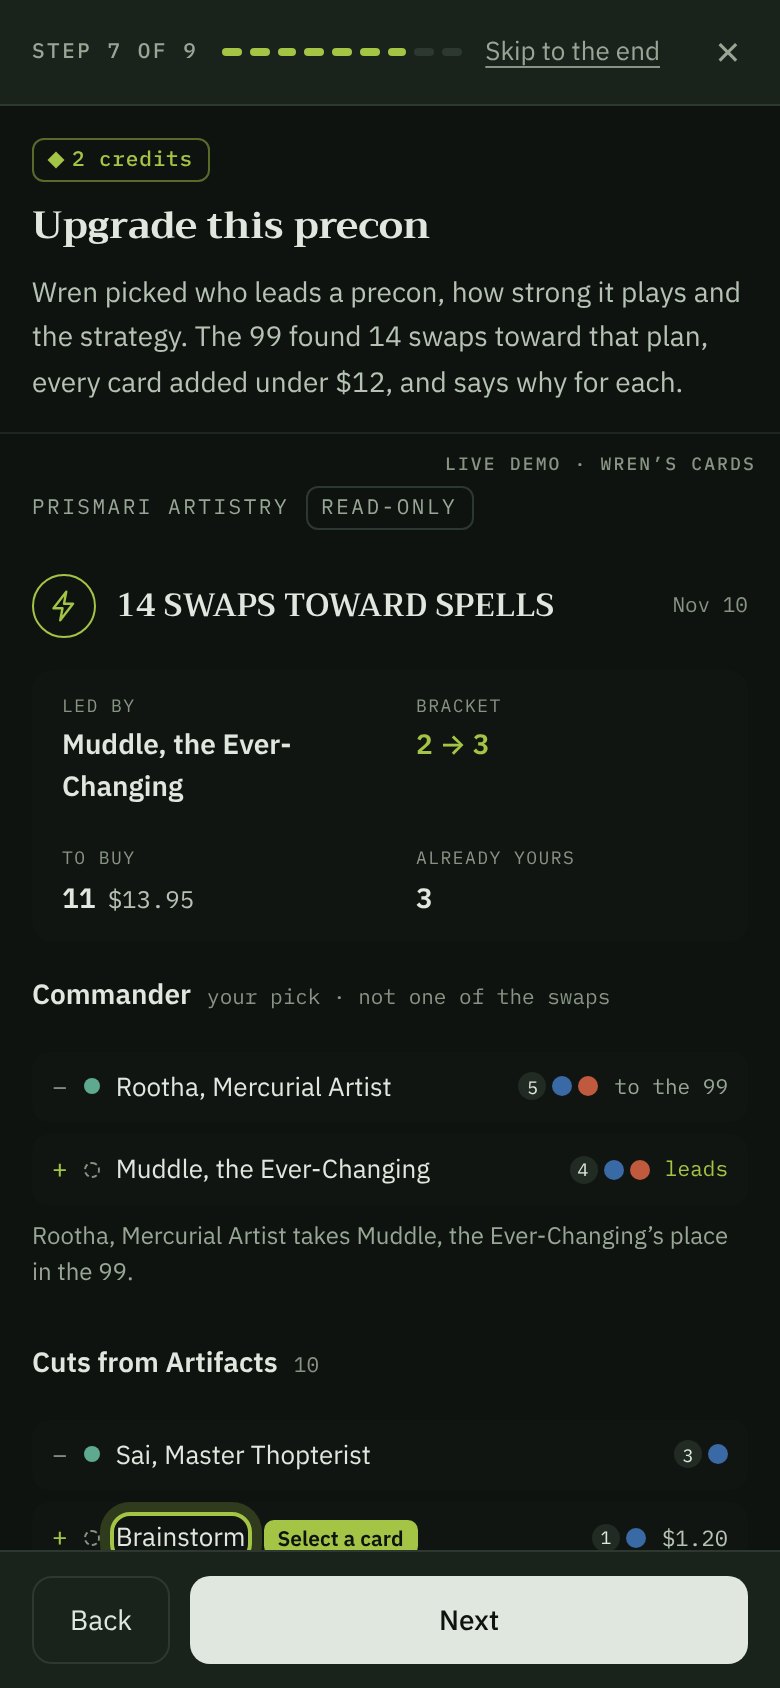 STEP 7 OF 9
Skip to the end
◆ 2 credits
Upgrade this precon
Wren picked who leads a precon, how strong it plays and
the strategy. The 99 found 14 swaps toward that plan,
every card added under $12, and says why for each.
LIVE DEMO · WREN’S CARDS
PRISMARI ARTISTRY READ-ONLY
14 SWAPS TOWARD SPELLS Nov 10
LED BY
Muddle, the Ever-
Changing
BRACKET
2 → 3
TO BUY
11 $13.95
ALREADY YOURS
3
Commander your pick · not one of the swaps
– Rootha, Mercurial Artist 5 to the 99
+ Muddle, the Ever-Changing 4 leads
Rootha, Mercurial Artist takes Muddle, the Ever-Changing’s place
in the 99.
Cuts from Artifacts 10
– Sai, Master Thopterist 3
+ Brainstorm Select a card 1 $1.20
Back
Next